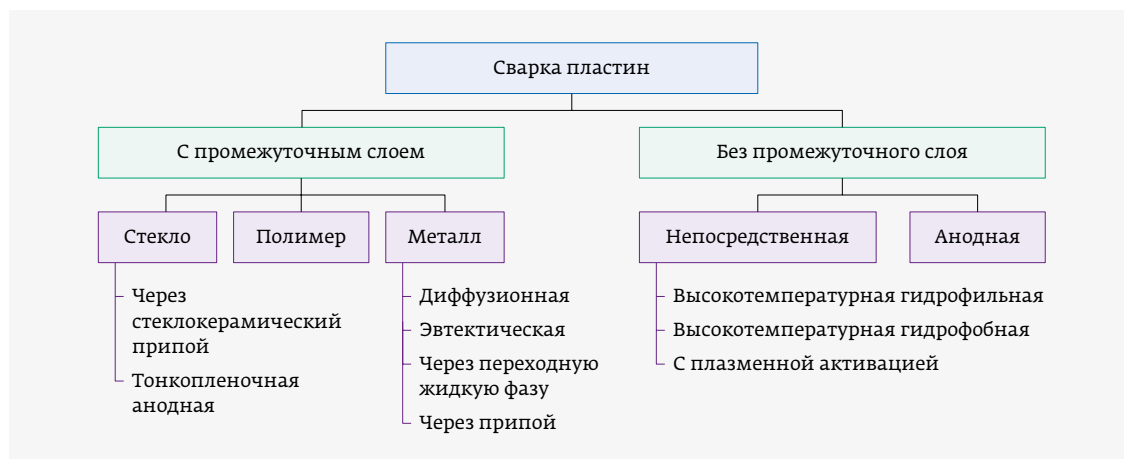 Сварка пластин
С промежуточным слоем
Без промежуточного слоя
Стекло
Полимер
Металл
Непосредственная
Анодная
Через
стеклокерамический
припой
Тонкопленочная
анодная
Диффузионная
Эвтектическая
Через переходную
жидкую фазу
Через припой
Высокотемпературная гидрофильная
Высокотемпературная гидрофобная
С плазменной активацией